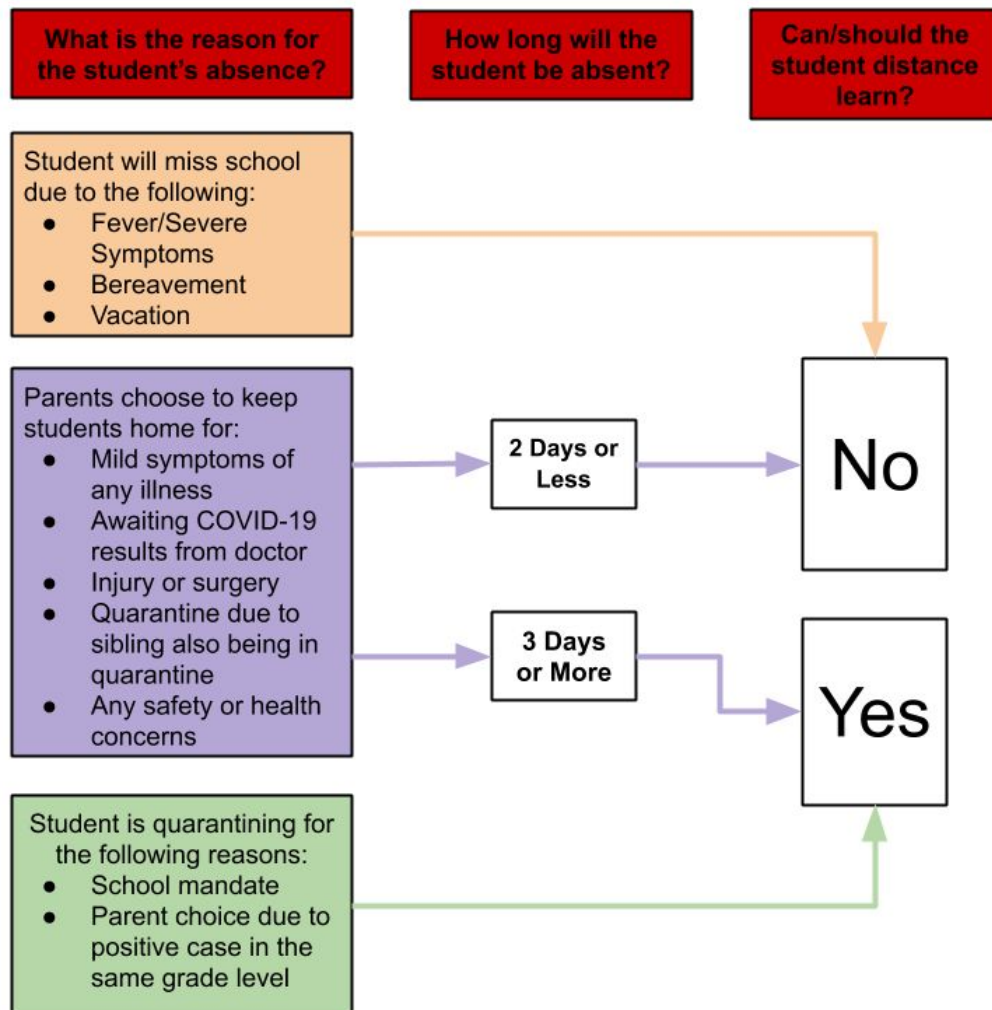 What is the reason for
the student's absence?
How long will the
student be absent?
Can/should the
student distance
learn?
Student will miss school
due to the following:
● Fever/Severe
Symptoms
● Bereavement
● Vacation
Parents choose to keep
students home for:
● Mild symptoms of
any illness
● Awaiting COVID-19
results from doctor
● Injury or surgery
● Quarantine due to
sibling also being in
quarantine
● Any safety or health
concerns
2 Days or
Less
No
3 Days
or More
Yes
Student is quarantining for
the following reasons:
● School mandate
● Parent choice due to
positive case in the
same grade level